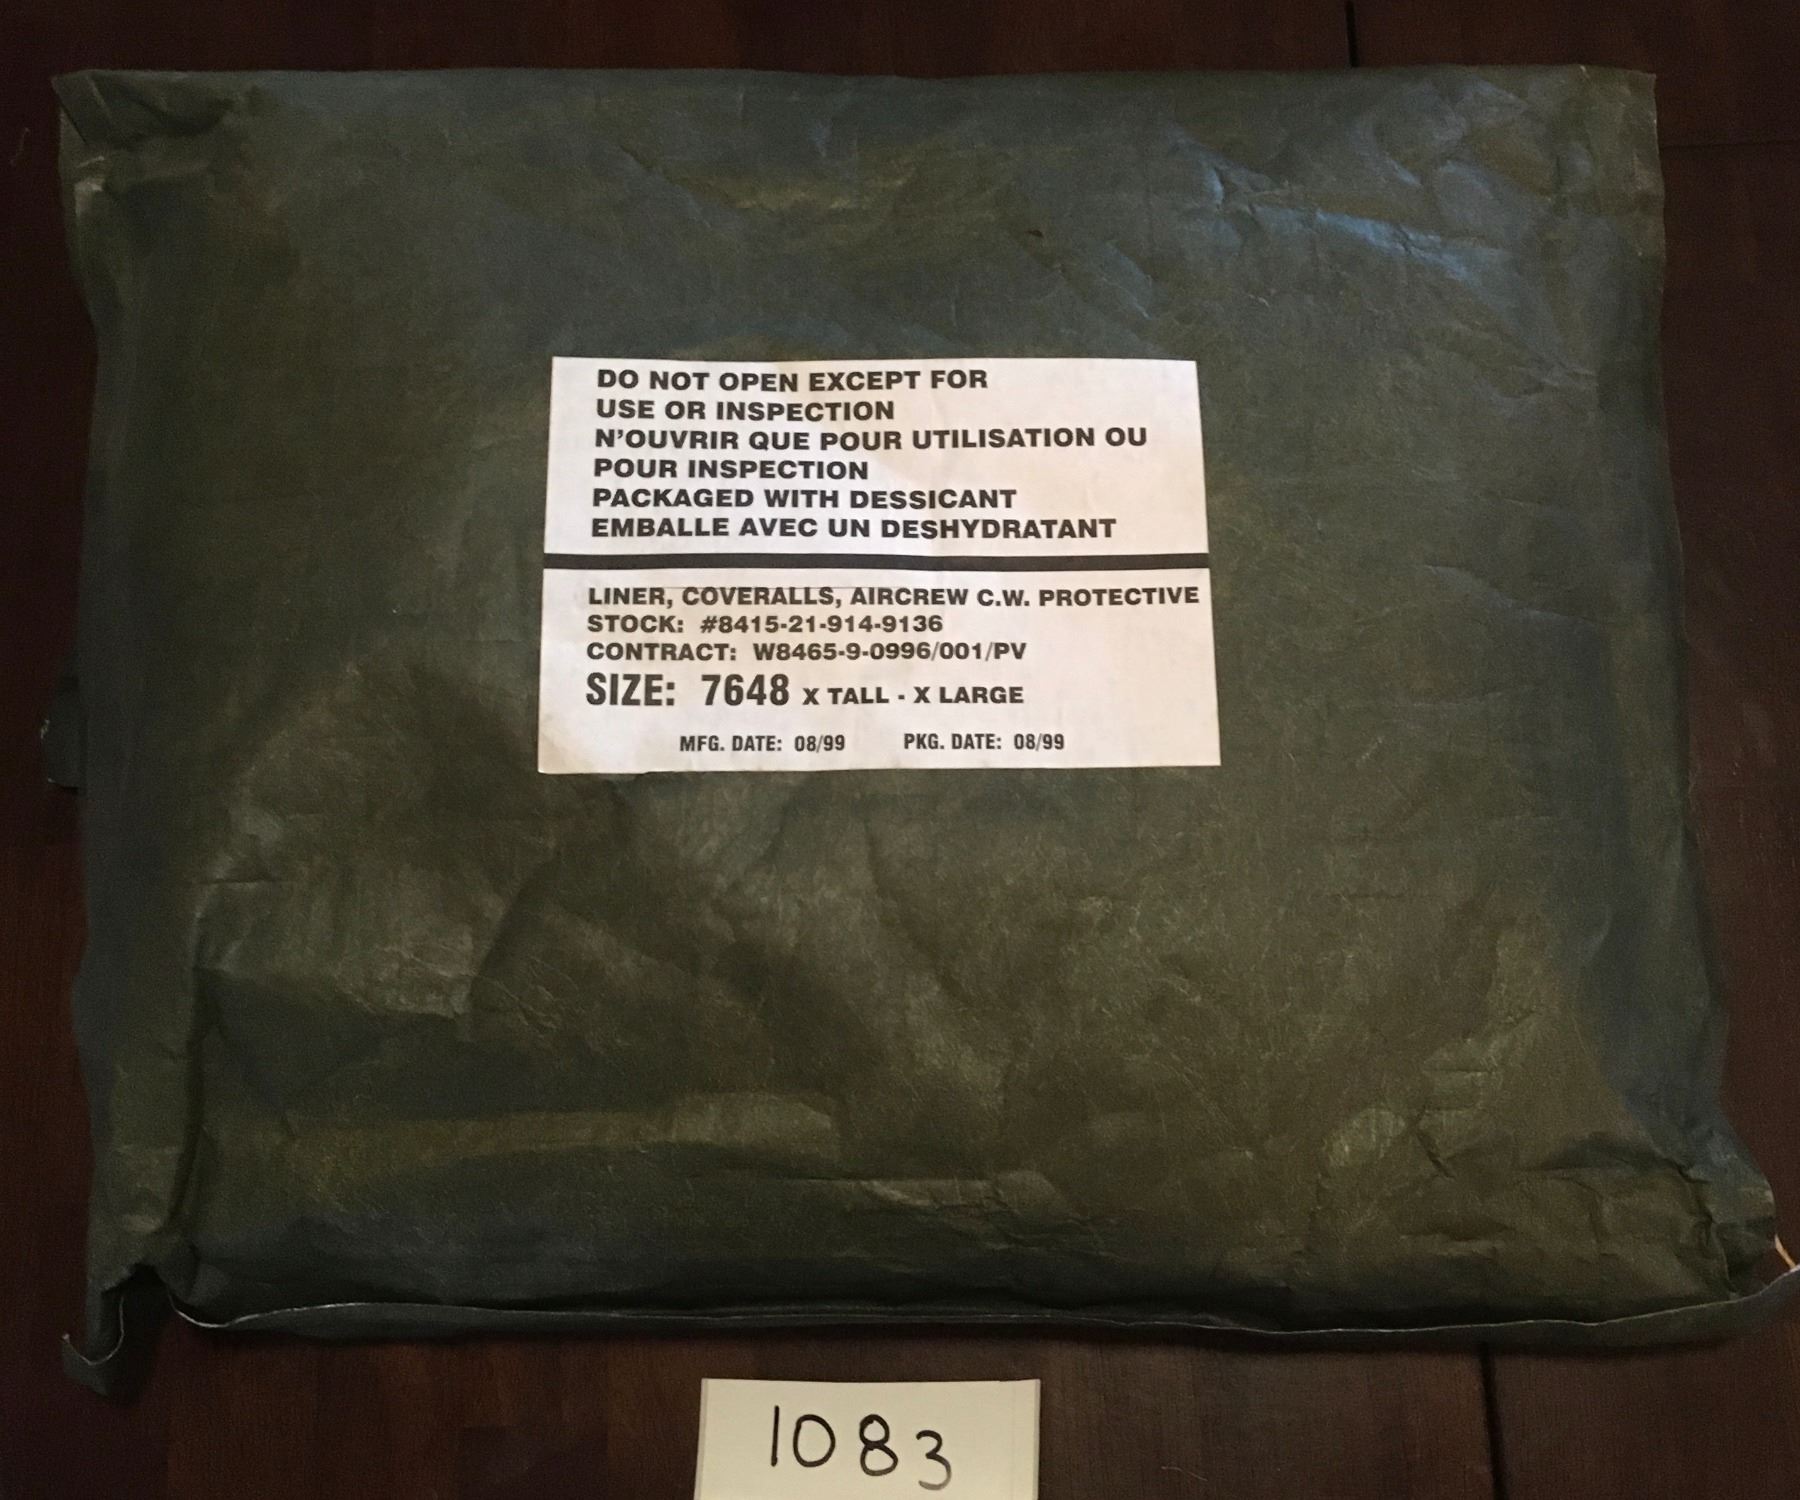 DO NOT OPEN EXCEPT FOR
USE OR INSPECTION
N'OUVRIR QUE POUR UTILISATION OU
POUR INSPECTION
PACKAGED WITH DESSICANT
EMBALLE AVEC UN DESHYDRATANT
LINER, COVERALLS, AIRCREW C.W. PROTECTIVE
STOCK: #8415-21-914-9136
CONTRACT: W8465-9-0996/001/PV
SIZE: 7648 X TALL - X LARGE
MFG. DATE: 08/99 PKG. DATE: 08/99
1083